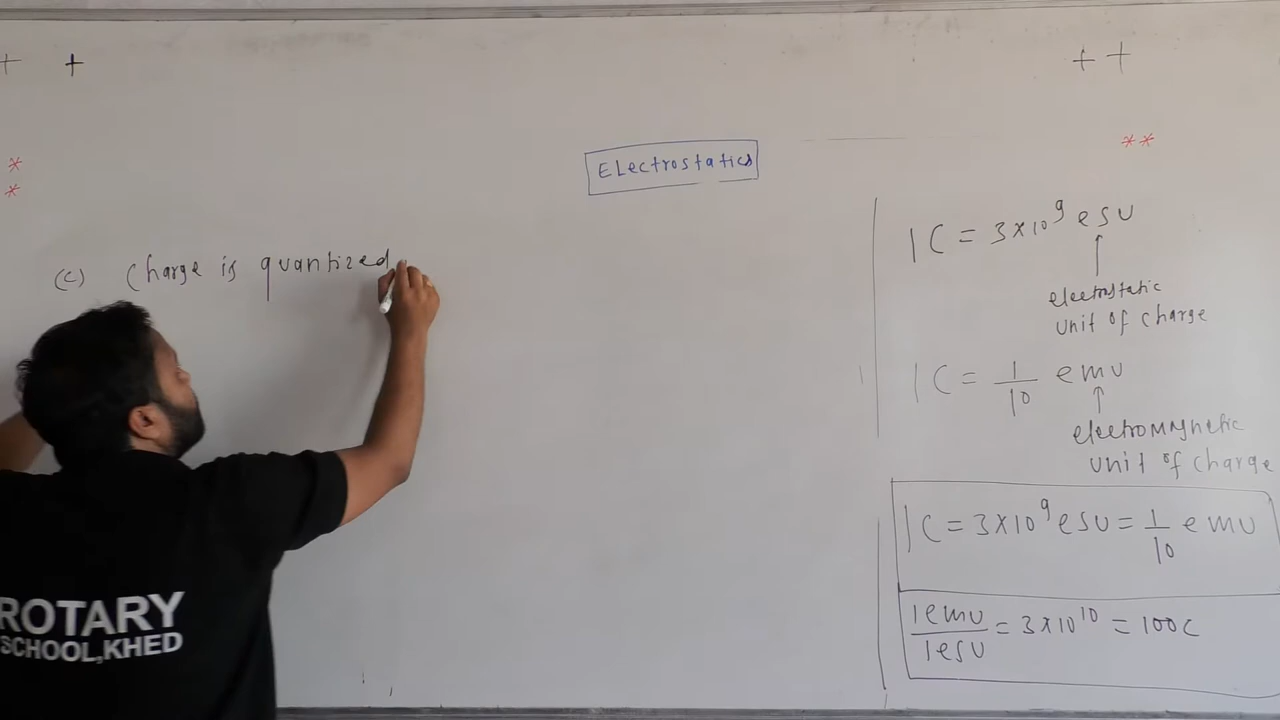 + +
+ +
*
*
**
Electrostatics
(c) Charge is quantized
1C = 3×10⁹ esu
↑
electrostatic
unit of charge
1C = 1/10 emu
↑
electromagnetic
unit of charge
1C = 3×10⁹ esu = 1/10 emu
1emu/1esu = 3×10¹⁰ = 100c
ROTARY
SCHOOL,KHED